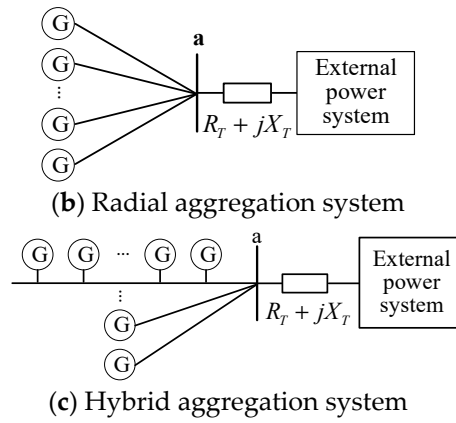 a
G
G
⋮
G
G
R_T + jX_T
External
power
system
(b) Radial aggregation system
a
G G ... G G
⋮
G
G
R_T + jX_T
External
power
system
(c) Hybrid aggregation system